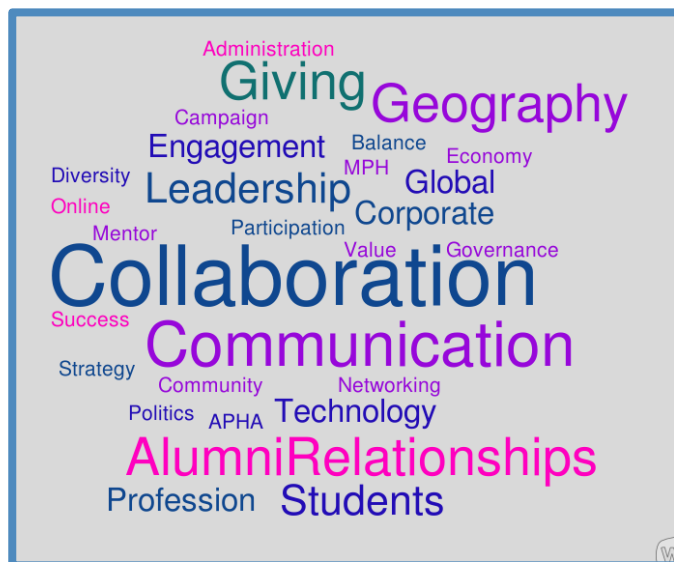 Administration
Giving
Geography
Campaign
Engagement
Balance
Economy
MPH
Diversity
Leadership
Global
Online
Corporate
Participation
Mentor
Value
Governance
Collaboration
Success
Communication
Strategy
Community
Networking
Politics
APHA
Technology
AlumniRelationships
Profession
Students